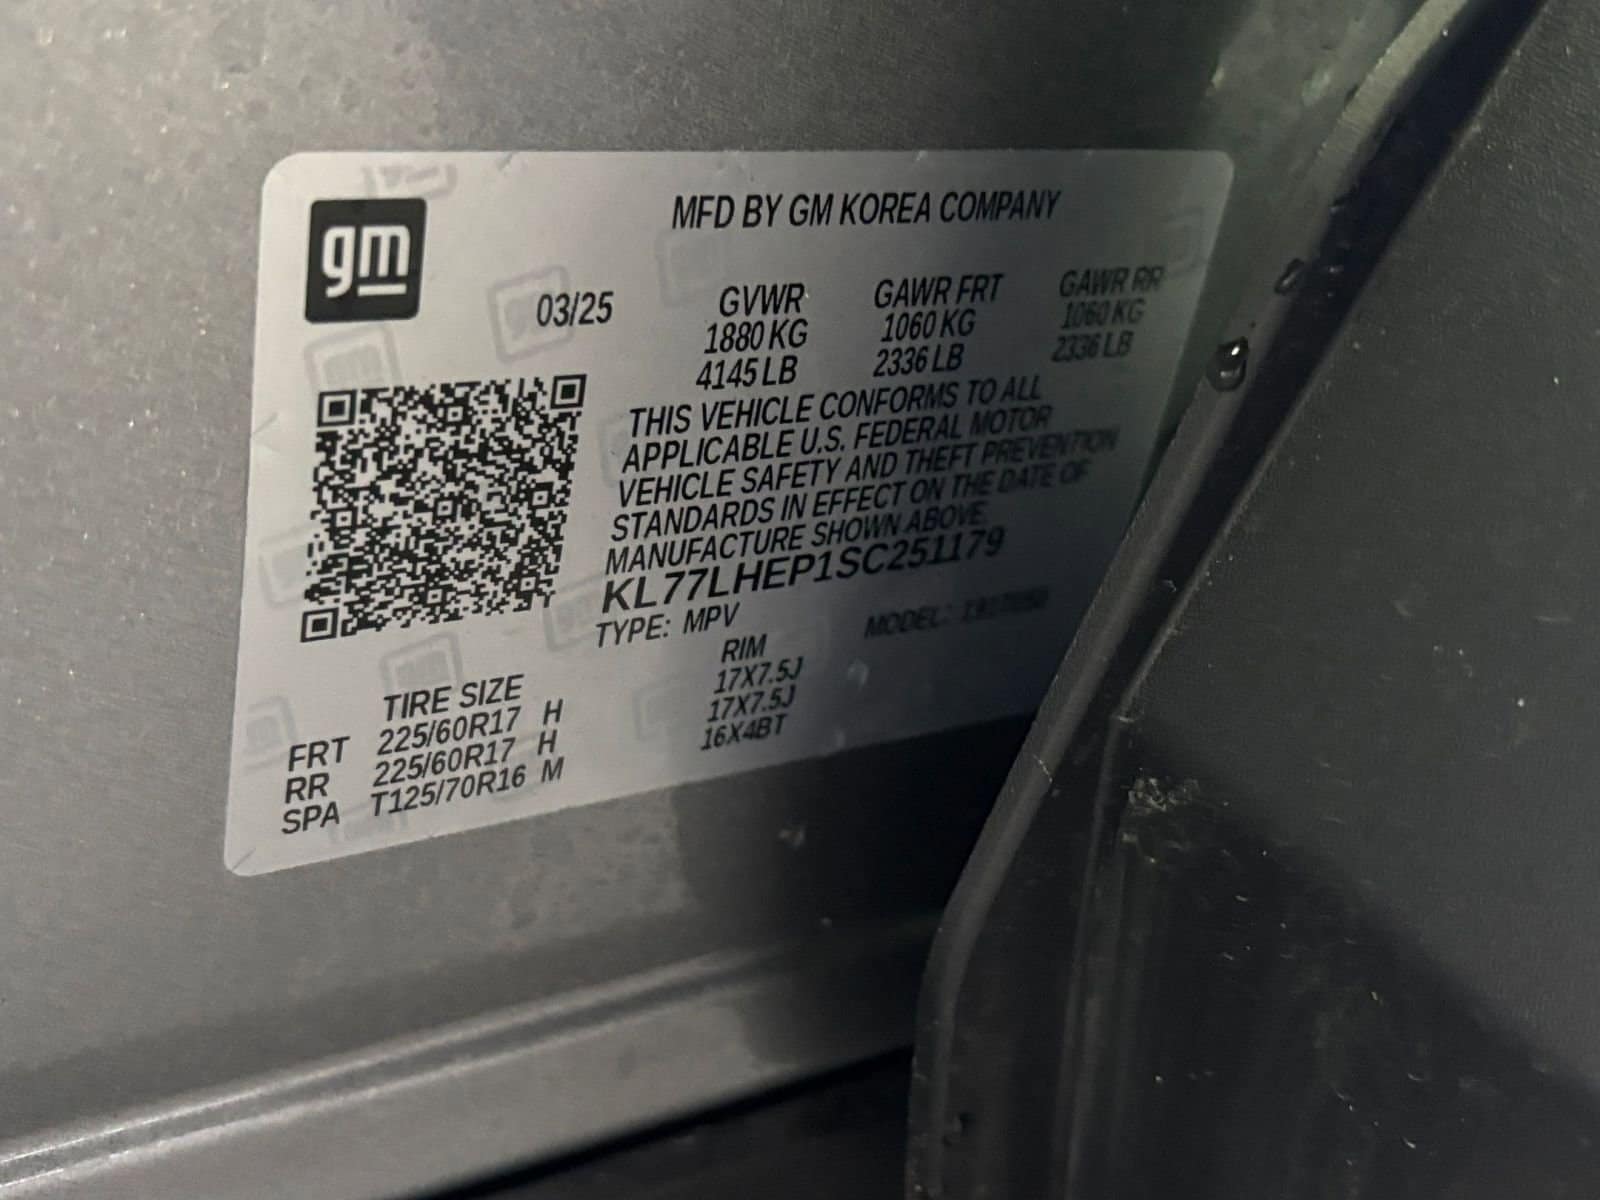 gm
MFD BY GM KOREA COMPANY
03/25
GVWR GAWR FRT GAWR RR
1880 KG 1060 KG 1060 KG
4145 LB 2336 LB 2336 LB
THIS VEHICLE CONFORMS TO ALL
APPLICABLE U.S. FEDERAL MOTOR
VEHICLE SAFETY AND THEFT PREVENTION
STANDARDS IN EFFECT ON THE DATE OF
MANUFACTURE SHOWN ABOVE.
KL77LHEP1SC251179
TYPE: MPV MODEL:
TIRE SIZE RIM
FRT 225/60R17 H 17X7.5J
RR 225/60R17 H 17X7.5J
SPA T125/70R16 M 16X4BT